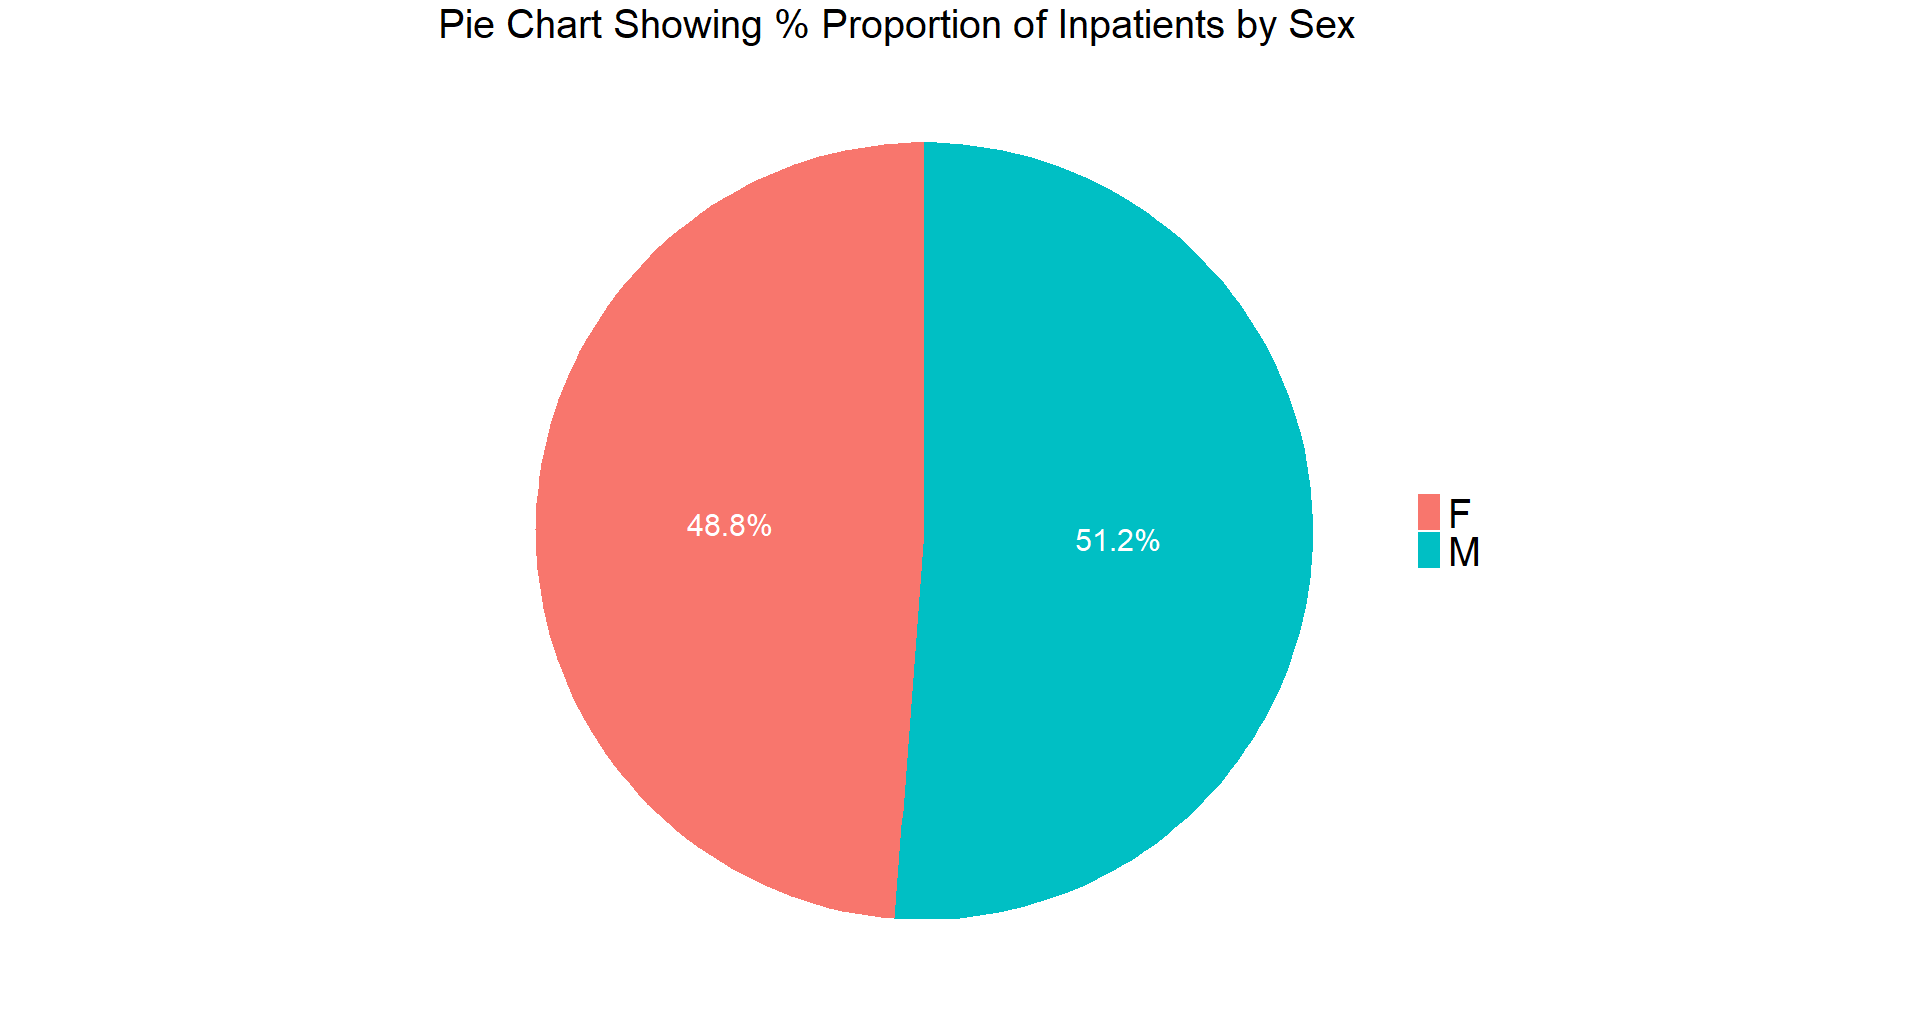 Pie Chart Showing % Proportion of Inpatients by Sex
48.8%
51.2%
F
M